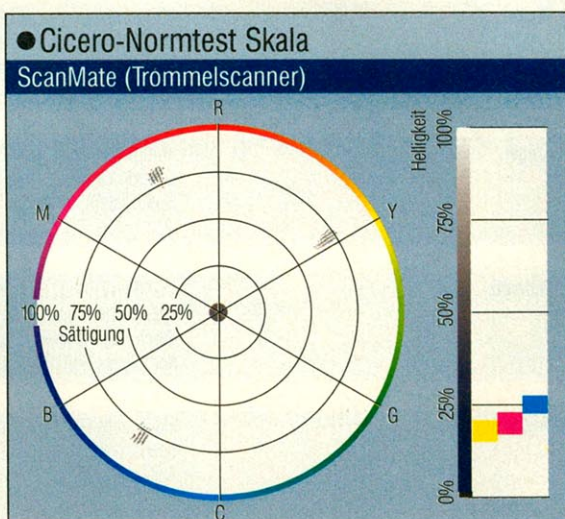 ●Cicero-Normtest Skala
ScanMate (Trommelscanner)
R
M
Y
100% 75% 50% 25%
Sättigung
B
G
C
Helligkeit
100%
75%
50%
25%
0%